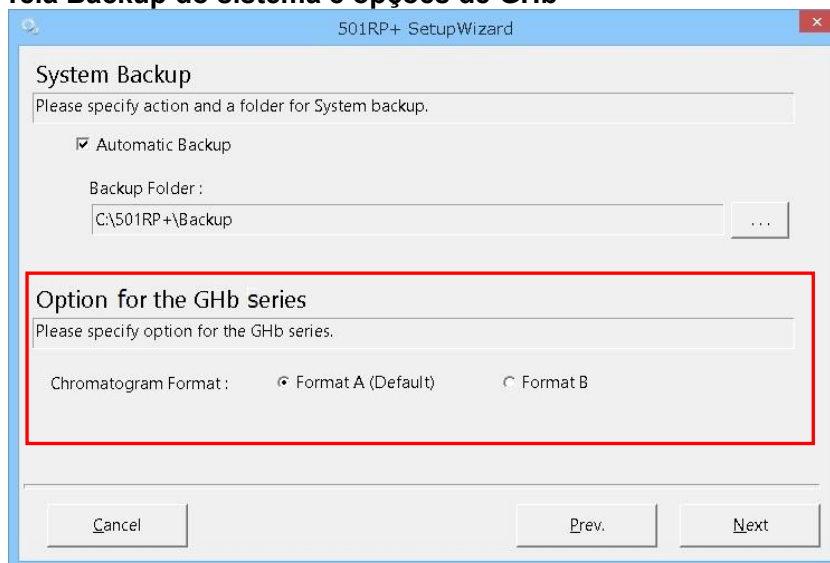 Tela Backup do sistema e opções do GHb
501RP+ SetupWizard
System Backup
Please specify action and a folder for System backup.
Automatic Backup
Backup Folder :
C:\501RP+\Backup
...
Option for the GHb series
Please specify option for the GHb series.
Chromatogram Format : Format A (Default) Format B
Cancel Prev. Next